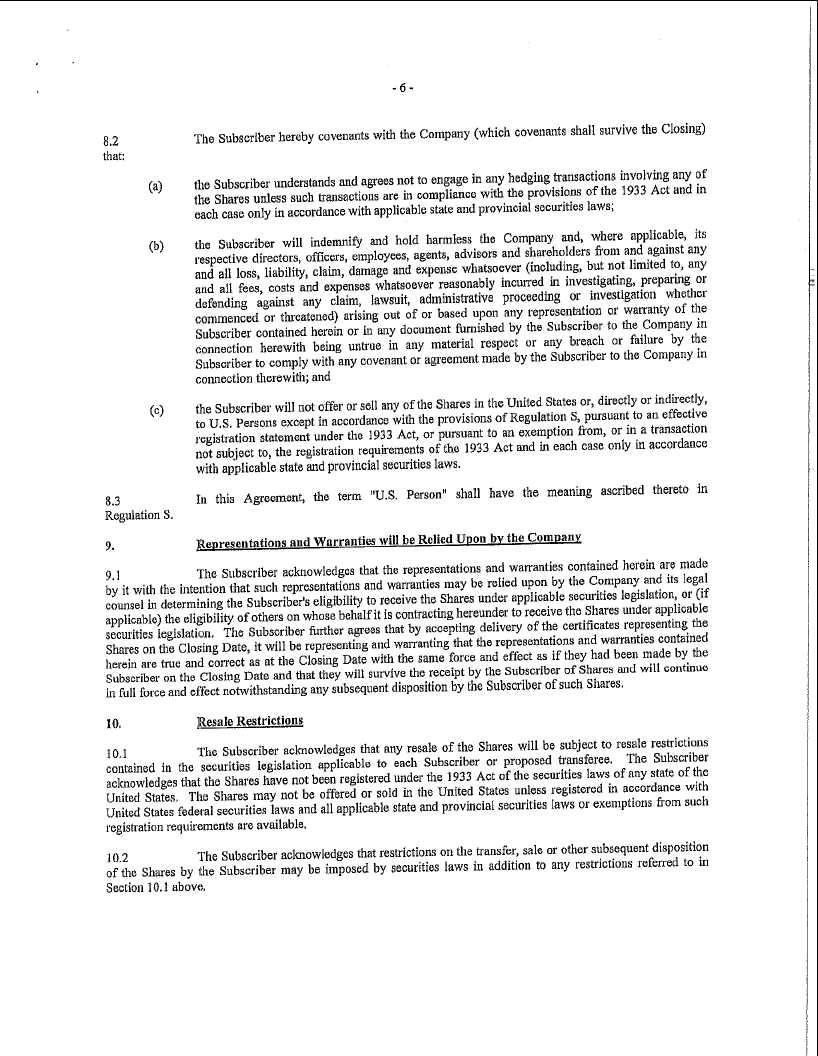 - 6 -
8.2 The Subscriber hereby covenants with the Company (which covenants shall survive the Closing)
that:
(a) the Subscriber understands and agrees not to engage in any hedging transactions involving any of
the Shares unless such transactions are in compliance with the provisions of the 1933 Act and in
each case only in accordance with applicable state and provincial securities laws;
(b) the Subscriber will indemnify and hold harmless the Company and, where applicable, its
respective directors, officers, employees, agents, advisors and shareholders from and against any
and all loss, liability, claim, damage and expense whatsoever (including, but not limited to, any
and all fees, costs and expenses whatsoever reasonably incurred in investigating, preparing or
defending against any claim, lawsuit, administrative proceeding or investigation whether
commenced or threatened) arising out of or based upon any representation or warranty of the
Subscriber contained herein or in any document furnished by the Subscriber to the Company in
connection herewith being untrue in any material respect or any breach or failure by the
Subscriber to comply with any covenant or agreement made by the Subscriber to the Company in
connection therewith; and
(c) the Subscriber will not offer or sell any of the Shares in the United States or, directly or indirectly,
to U.S. Persons except in accordance with the provisions of Regulation S, pursuant to an effective
registration statement under the 1933 Act, or pursuant to an exemption from, or in a transaction
not subject to, the registration requirements of the 1933 Act and in each case only in accordance
with applicable state and provincial securities laws.
8.3 In this Agreement, the term "U.S. Person" shall have the meaning ascribed thereto in
Regulation S.
9. Representations and Warranties will be Relied Upon by the Company
9.1 The Subscriber acknowledges that the representations and warranties contained herein are made
by it with the intention that such representations and warranties may be relied upon by the Company and its legal
counsel in determining the Subscriber's eligibility to receive the Shares under applicable securities legislation, or (if
applicable) the eligibility of others on whose behalf it is contracting hereunder to receive the Shares under applicable
securities legislation. The Subscriber further agrees that by accepting delivery of the certificates representing the
Shares on the Closing Date, it will be representing and warranting that the representations and warranties contained
herein are true and correct as at the Closing Date with the same force and effect as if they had been made by the
Subscriber on the Closing Date and that they will survive the receipt by the Subscriber of Shares and will continue
in full force and effect notwithstanding any subsequent disposition by the Subscriber of such Shares.
10. Resale Restrictions
10.1 The Subscriber acknowledges that any resale of the Shares will be subject to resale restrictions
contained in the securities legislation applicable to each Subscriber or proposed transferee. The Subscriber
acknowledges that the Shares have not been registered under the 1933 Act of the securities laws of any state of the
United States. The Shares may not be offered or sold in the United States unless registered in accordance with
United States federal securities laws and all applicable state and provincial securities laws or exemptions from such
registration requirements are available.
10.2 The Subscriber acknowledges that restrictions on the transfer, sale or other subsequent disposition
of the Shares by the Subscriber may be imposed by securities laws in addition to any restrictions referred to in
Section 10.1 above.